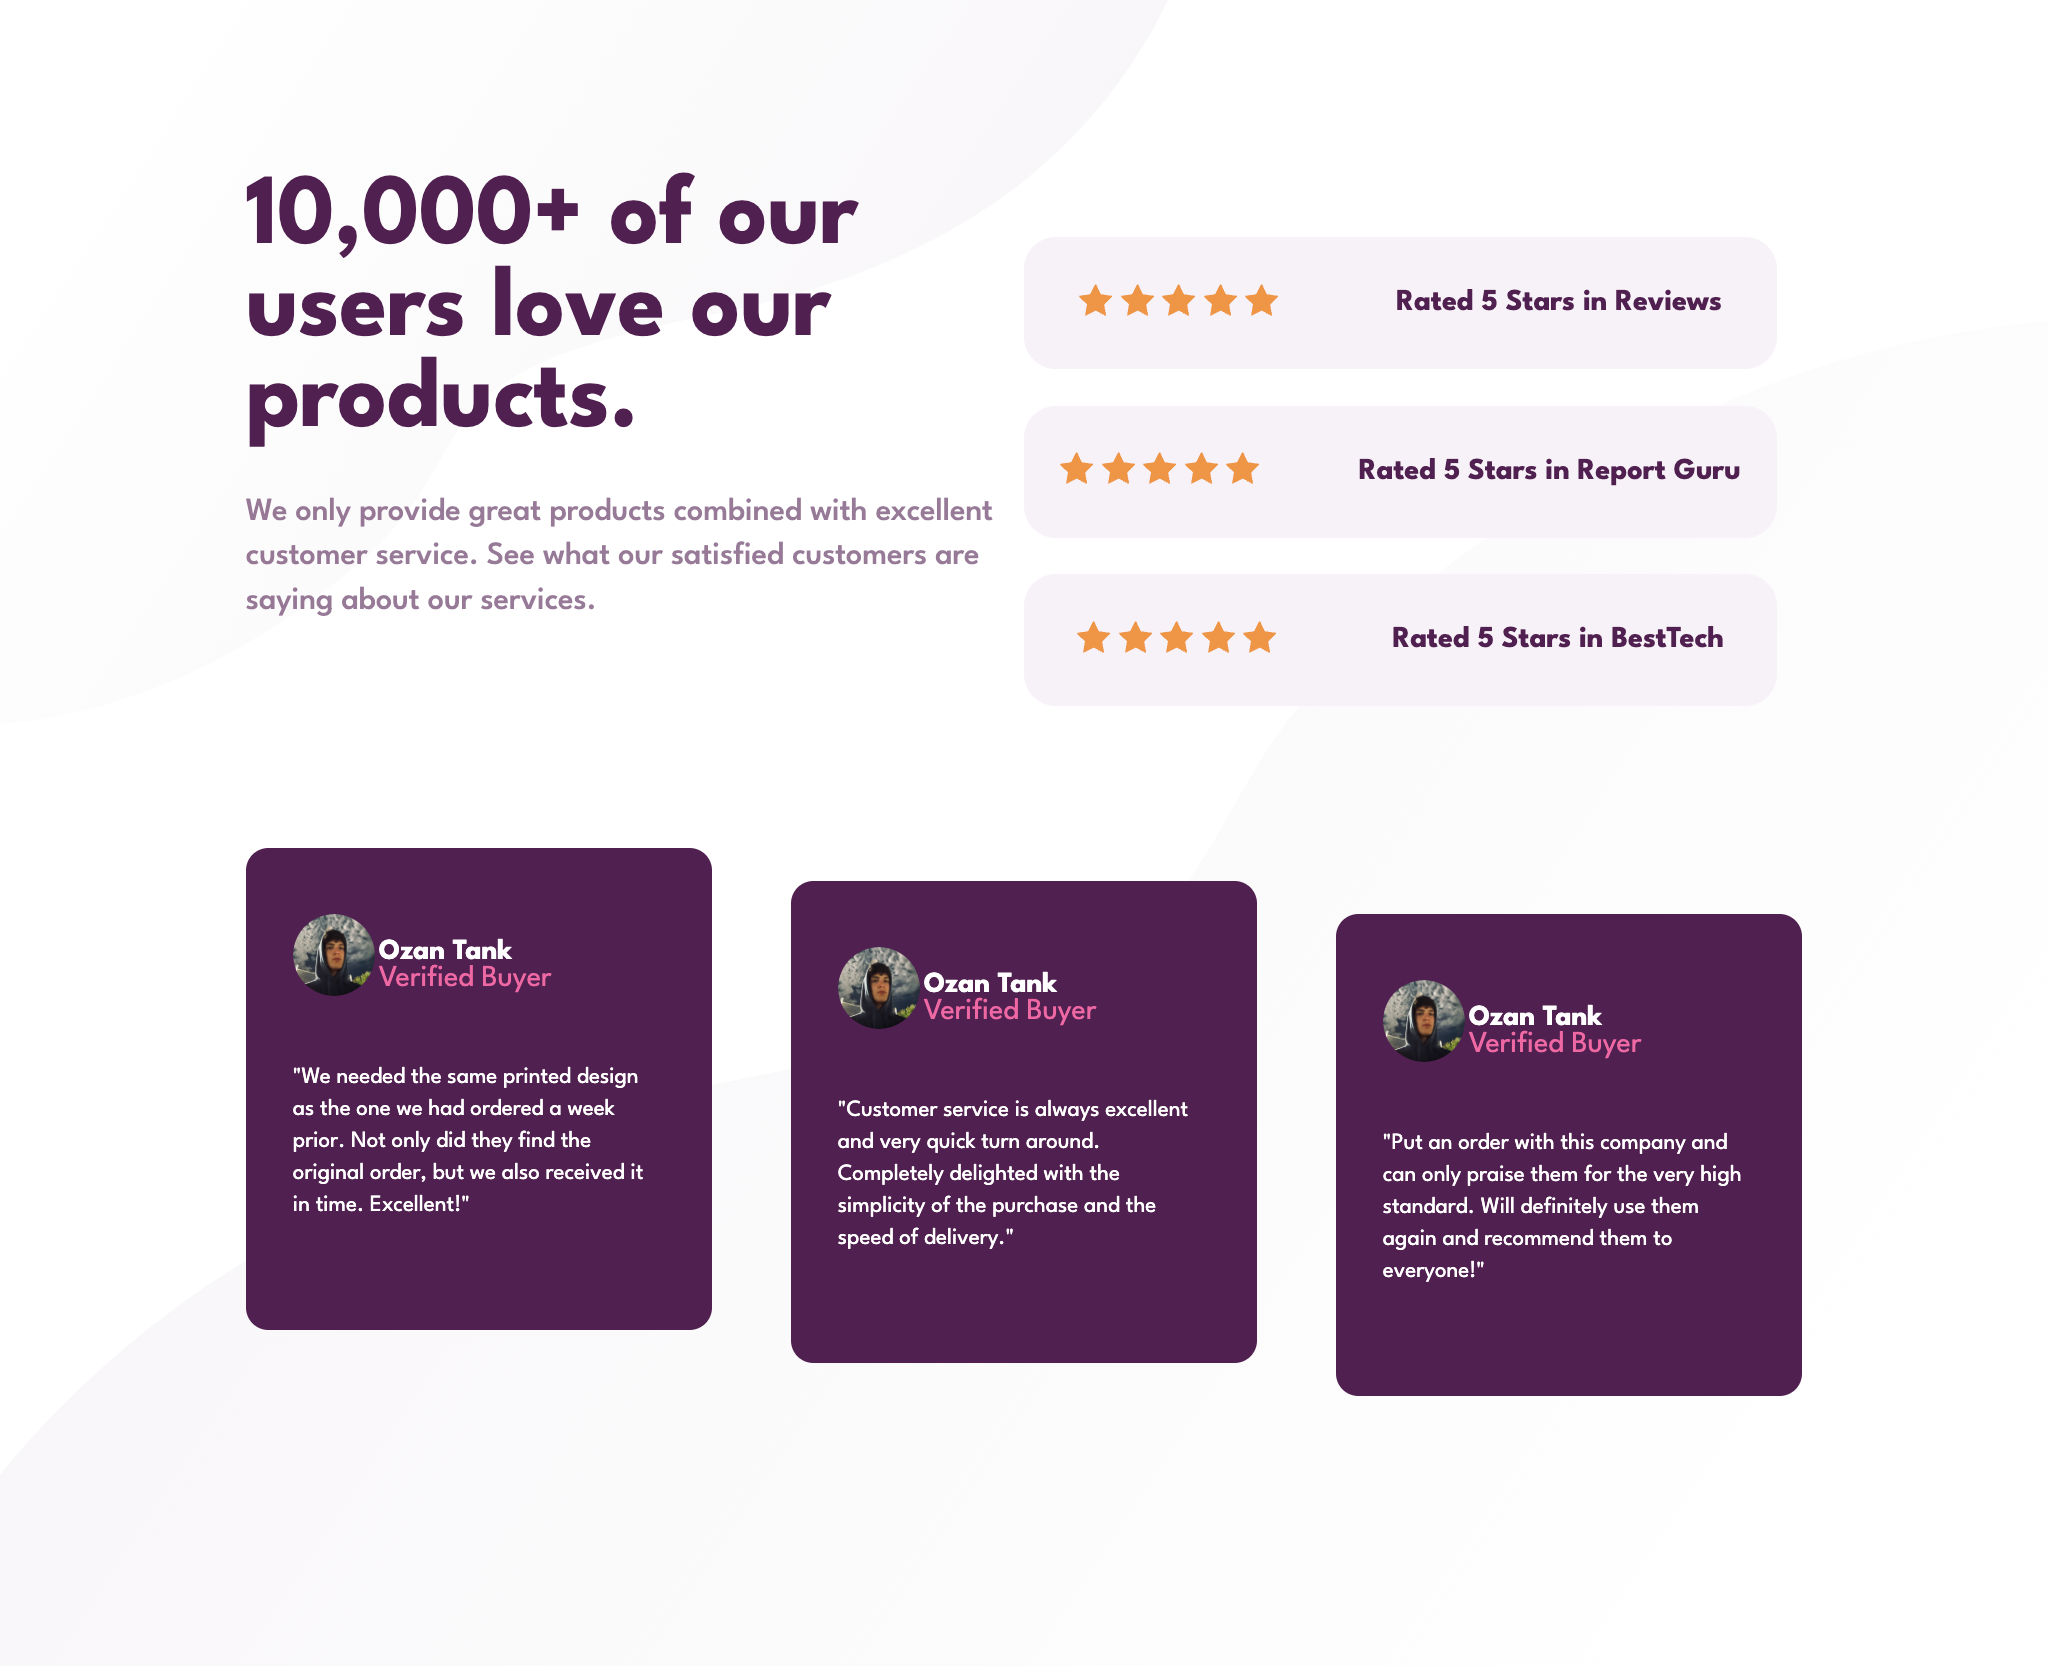 10,000+ of our
users love our
products.
We only provide great products combined with excellent
customer service. See what our satisfied customers are
saying about our services.
Rated 5 Stars in Reviews
Rated 5 Stars in Report Guru
Rated 5 Stars in BestTech
Ozan Tank
Verified Buyer
"We needed the same printed design
as the one we had ordered a week
prior. Not only did they find the
original order, but we also received it
in time. Excellent!"
Ozan Tank
Verified Buyer
"Customer service is always excellent
and very quick turn around.
Completely delighted with the
simplicity of the purchase and the
speed of delivery."
Ozan Tank
Verified Buyer
"Put an order with this company and
can only praise them for the very high
standard. Will definitely use them
again and recommend them to
everyone!"